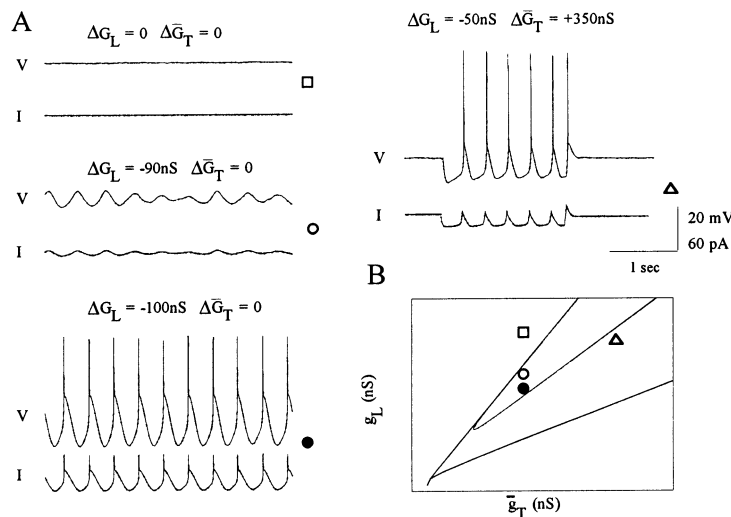 A
ΔG_L = 0 ΔḠ_T = 0
V
I
ΔG_L = -90nS ΔḠ_T = 0
V
I
ΔG_L = -100nS ΔḠ_T = 0
V
I
ΔG_L = -50nS ΔḠ_T = +350nS
V
I
20 mV
60 pA
1 sec
B
g_L (nS)
ḡ_T (nS)